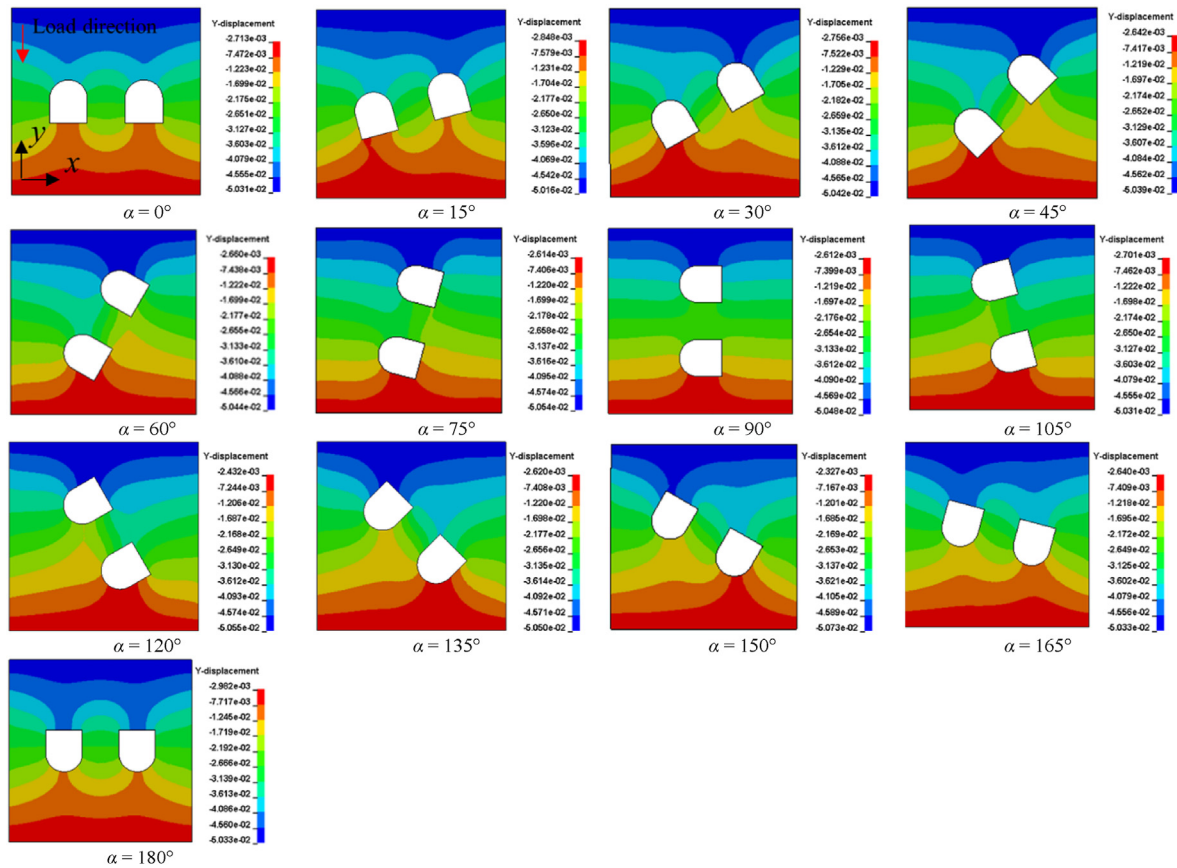 Load direction
y
x
Y-displacement
-2.713e-03
-7.472e-03
-1.223e-02
-1.699e-02
-2.175e-02
-2.651e-02
-3.127e-02
-3.603e-02
-4.079e-02
-4.555e-02
-5.031e-02
α = 0°
Y-displacement
-2.848e-03
-7.579e-03
-1.231e-02
-1.704e-02
-2.177e-02
-2.650e-02
-3.123e-02
-3.596e-02
-4.069e-02
-4.542e-02
-5.016e-02
α = 15°
Y-displacement
-2.756e-03
-7.522e-03
-1.229e-02
-1.705e-02
-2.182e-02
-2.659e-02
-3.135e-02
-3.612e-02
-4.088e-02
-4.565e-02
-5.042e-02
α = 30°
Y-displacement
-2.642e-03
-7.417e-03
-1.219e-02
-1.697e-02
-2.174e-02
-2.652e-02
-3.129e-02
-3.607e-02
-4.084e-02
-4.562e-02
-5.039e-02
α = 45°
Y-displacement
-2.660e-03
-7.438e-03
-1.222e-02
-1.699e-02
-2.177e-02
-2.655e-02
-3.133e-02
-3.610e-02
-4.088e-02
-4.566e-02
-5.044e-02
α = 60°
Y-displacement
-2.614e-03
-7.406e-03
-1.220e-02
-1.699e-02
-2.178e-02
-2.658e-02
-3.137e-02
-3.616e-02
-4.095e-02
-4.574e-02
-5.054e-02
α = 75°
Y-displacement
-2.612e-03
-7.399e-03
-1.219e-02
-1.697e-02
-2.176e-02
-2.654e-02
-3.133e-02
-3.612e-02
-4.090e-02
-4.569e-02
-5.048e-02
α = 90°
Y-displacement
-2.701e-03
-7.462e-03
-1.222e-02
-1.698e-02
-2.174e-02
-2.650e-02
-3.127e-02
-3.603e-02
-4.079e-02
-4.555e-02
-5.031e-02
α = 105°
Y-displacement
-2.432e-03
-7.244e-03
-1.206e-02
-1.687e-02
-2.168e-02
-2.649e-02
-3.130e-02
-3.612e-02
-4.093e-02
-4.574e-02
-5.055e-02
α = 120°
Y-displacement
-2.620e-03
-7.408e-03
-1.220e-02
-1.698e-02
-2.177e-02
-2.656e-02
-3.135e-02
-3.614e-02
-4.092e-02
-4.571e-02
-5.050e-02
α = 135°
Y-displacement
-2.327e-03
-7.167e-03
-1.201e-02
-1.685e-02
-2.169e-02
-2.653e-02
-3.137e-02
-3.621e-02
-4.105e-02
-4.589e-02
-5.073e-02
α = 150°
Y-displacement
-2.640e-03
-7.409e-03
-1.218e-02
-1.695e-02
-2.172e-02
-2.649e-02
-3.125e-02
-3.602e-02
-4.079e-02
-4.556e-02
-5.033e-02
α = 165°
Y-displacement
-2.982e-03
-7.717e-03
-1.245e-02
-1.719e-02
-2.192e-02
-2.666e-02
-3.139e-02
-3.613e-02
-4.086e-02
-4.560e-02
-5.033e-02
α = 180°